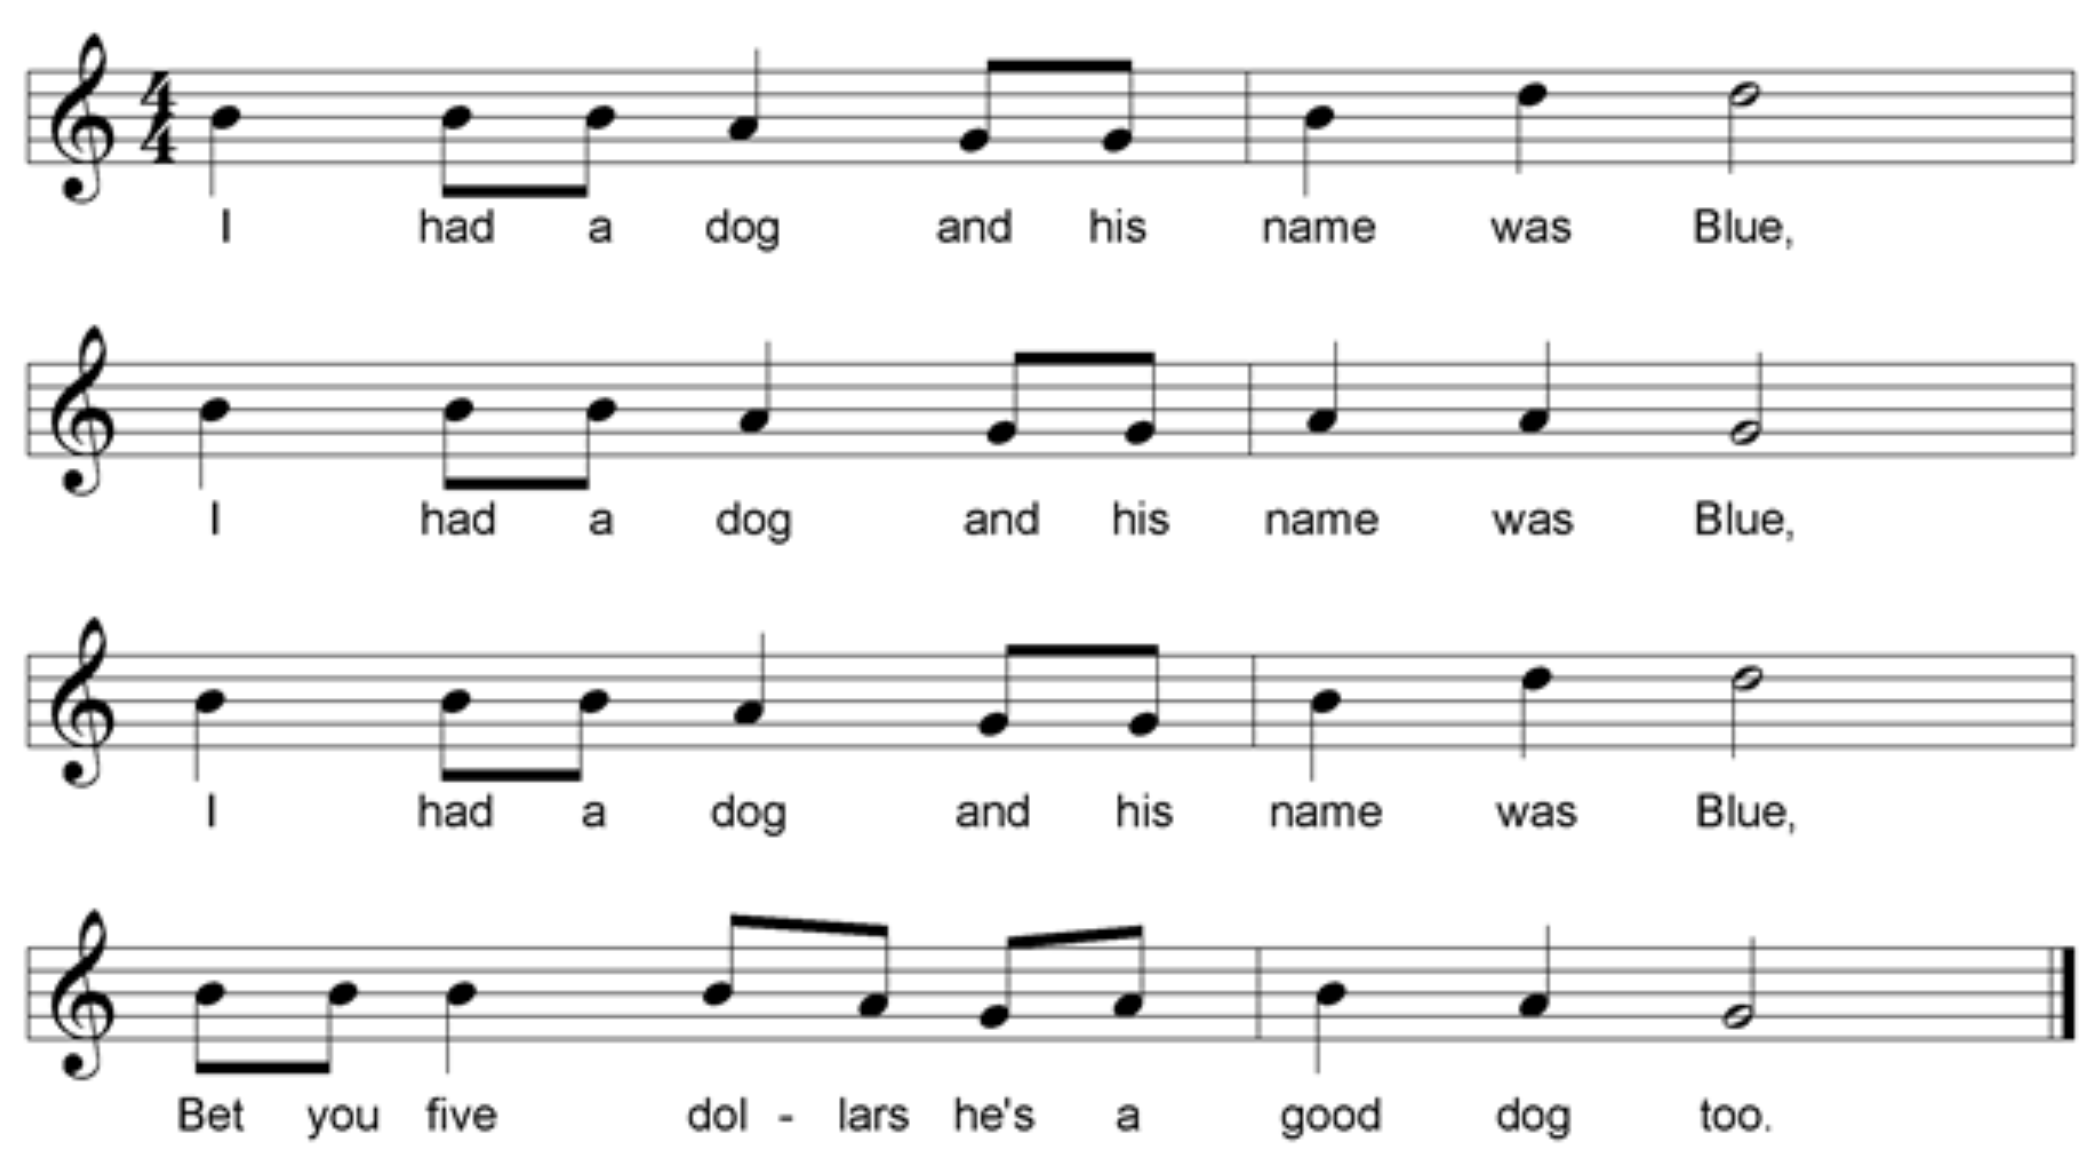 4
4
I had a dog and his name was Blue,
I had a dog and his name was Blue,
I had a dog and his name was Blue,
Bet you five dol - lars he's a good dog too.